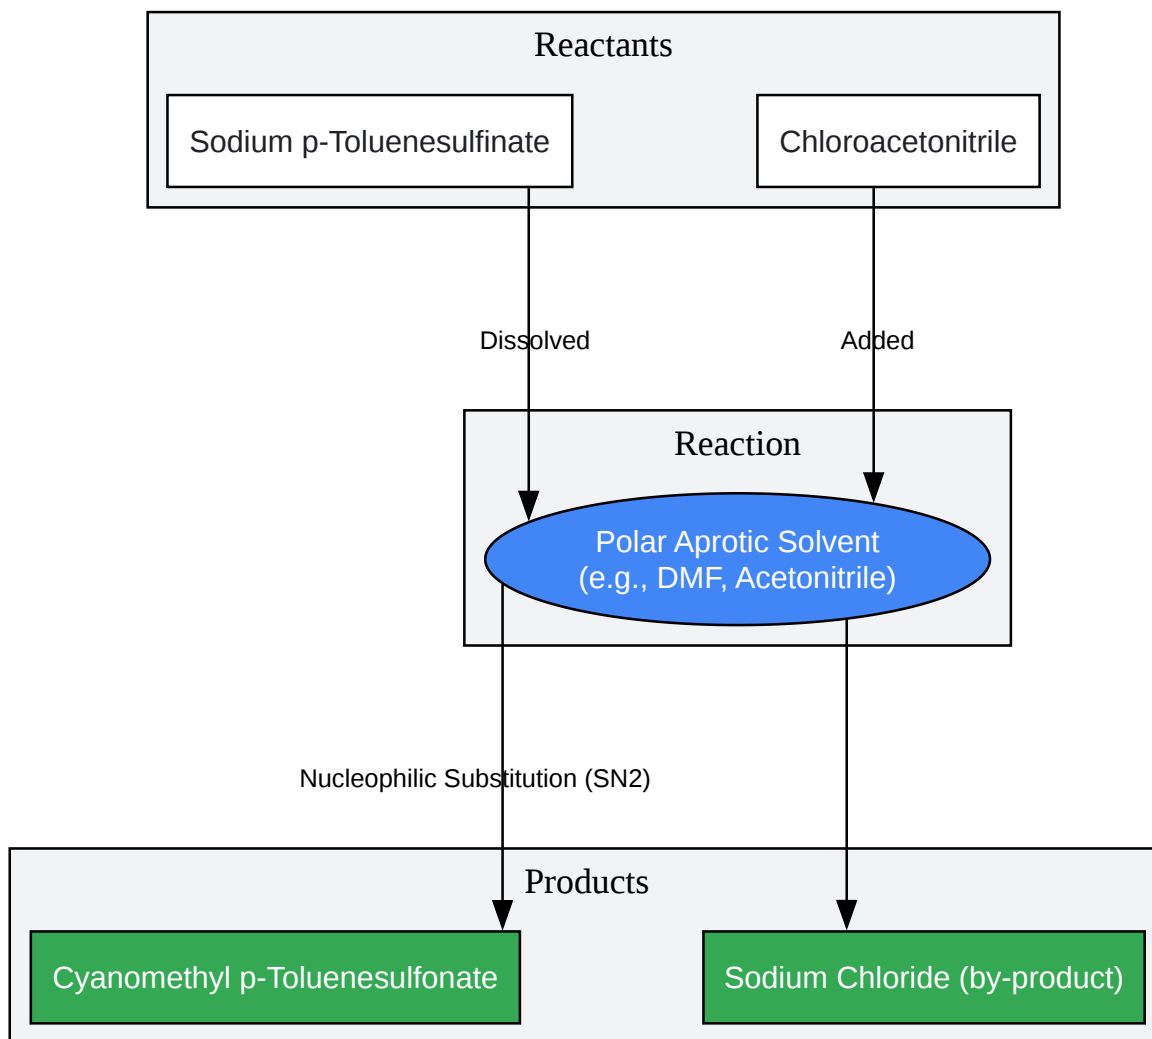 Reactants
Sodium p-Toluenesulfinate
Chloroacetonitrile
Dissolved
Added
Reaction
Polar Aprotic Solvent
(e.g., DMF, Acetonitrile)
Nucleophilic Substitution (SN2)
Products
Cyanomethyl p-Toluenesulfonate
Sodium Chloride (by-product)